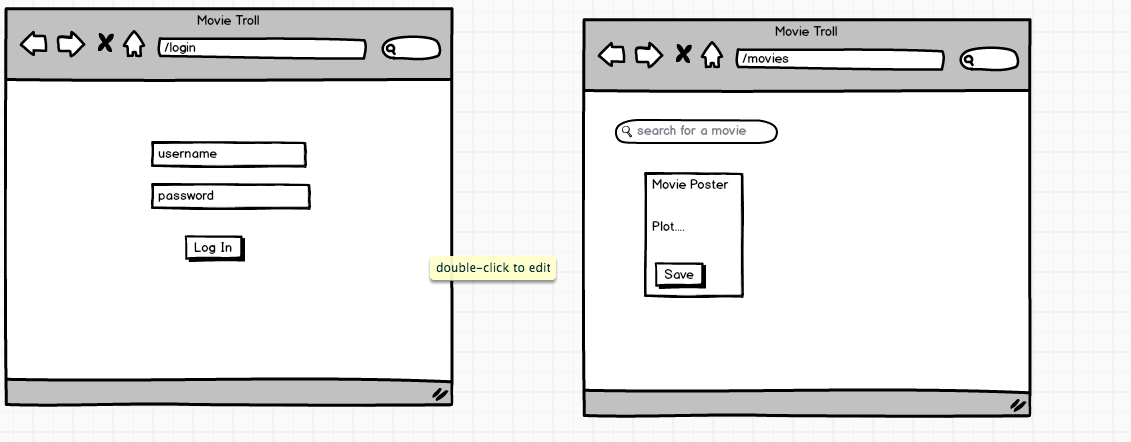 Movie Troll
/login
username
password
Log In
double-click to edit
Movie Troll
/movies
search for a movie
Movie Poster
Plot....
Save